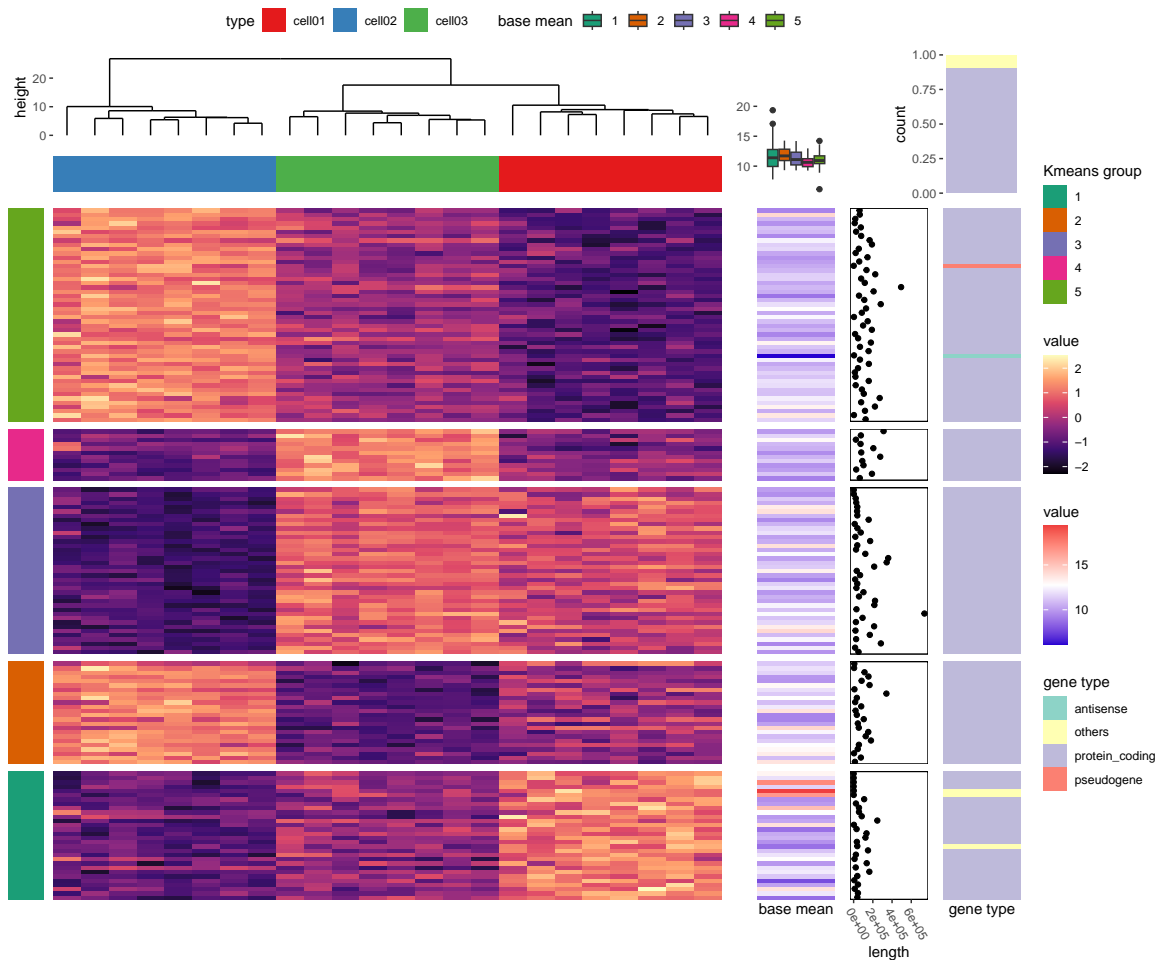 type cell01 cell02 cell03 base mean 1 2 3 4 5
height
20
10
0
20
15
10
count
1.00
0.75
0.50
0.25
0.00
Kmeans group
1
2
3
4
5
value
2
1
0
−1
−2
value
15
10
gene type
antisense
others
protein_coding
pseudogene
base mean
0e+00 2e+05 4e+05 6e+05
length
gene type